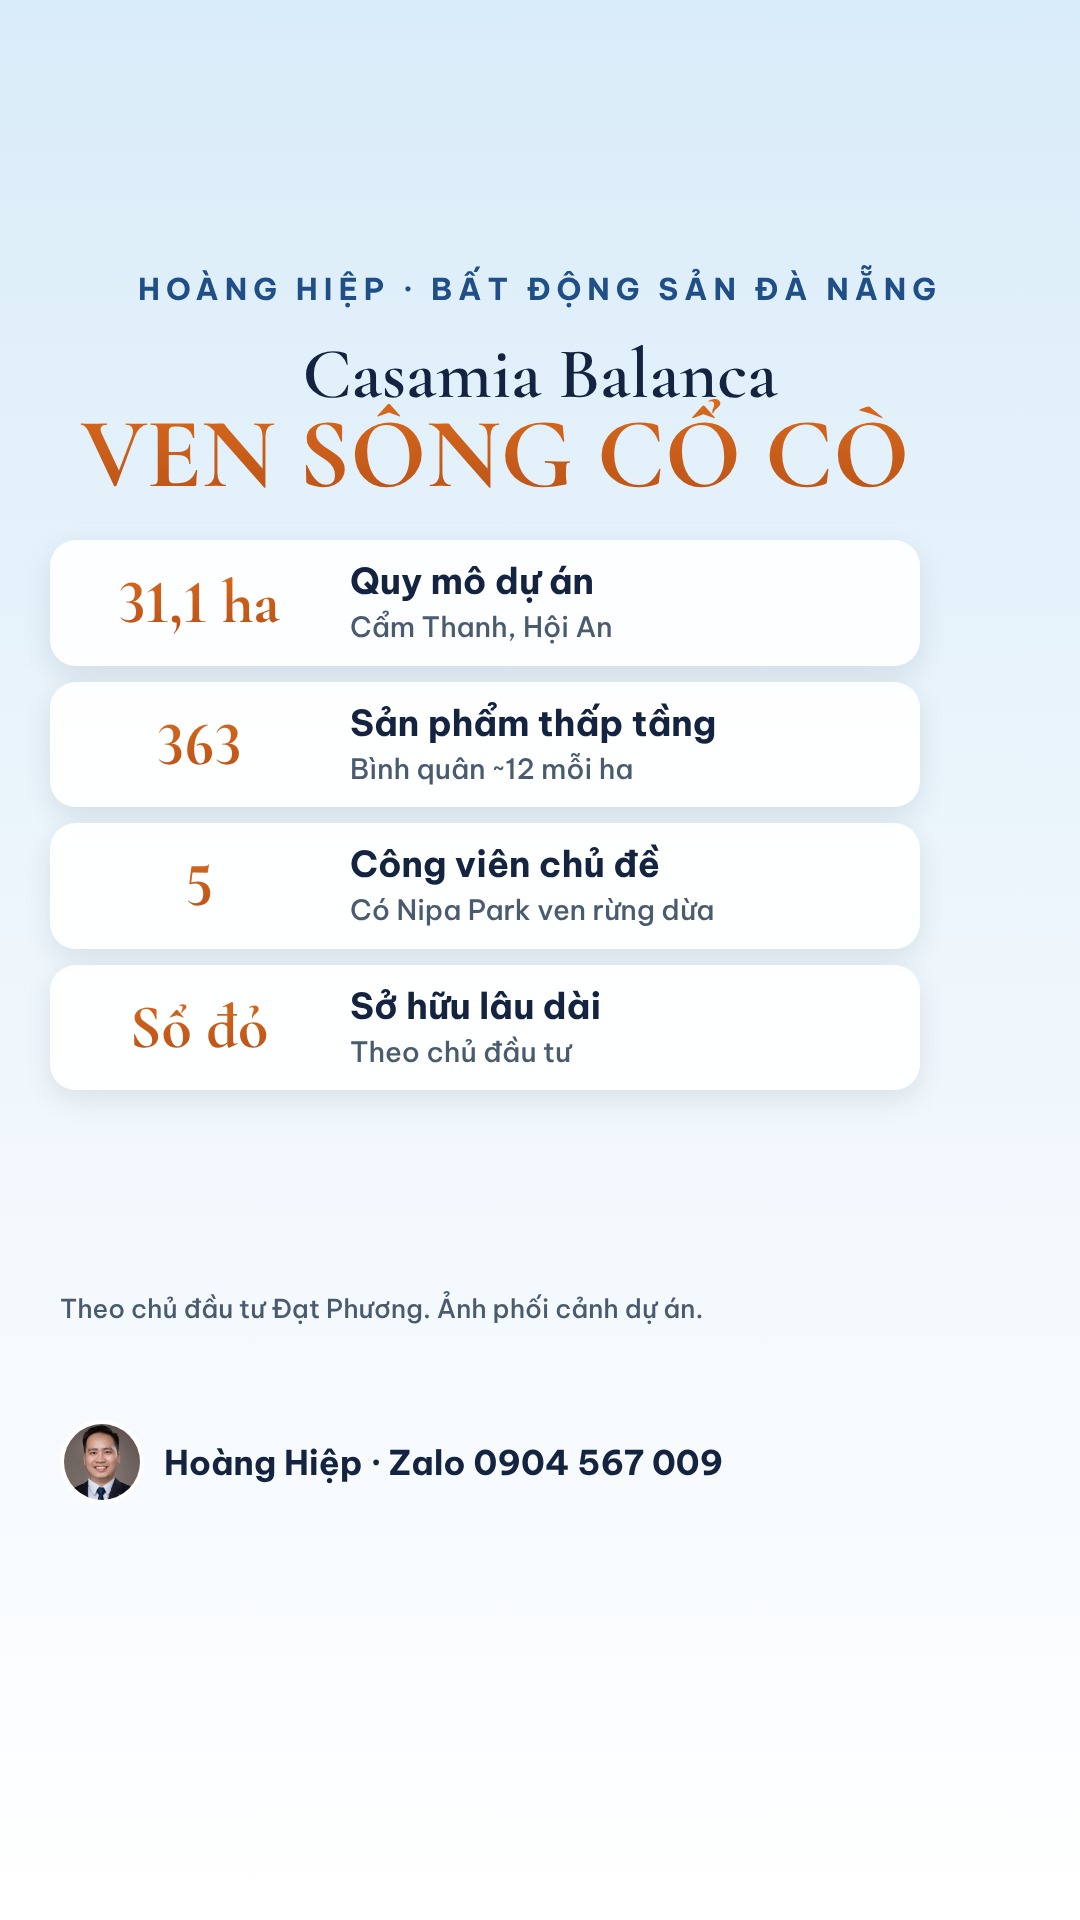 HOÀNG HIỆP · BẤT ĐỘNG SẢN ĐÀ NẴNG
Casamia Balanca
VEN SÔNG CỔ CÒ
31,1 ha
Quy mô dự án
Cẩm Thanh, Hội An
363
Sản phẩm thấp tầng
Bình quân ~12 mỗi ha
5
Công viên chủ đề
Có Nipa Park ven rừng dừa
Sổ đỏ
Sở hữu lâu dài
Theo chủ đầu tư
Theo chủ đầu tư Đạt Phương. Ảnh phối cảnh dự án.
Hoàng Hiệp · Zalo 0904 567 009